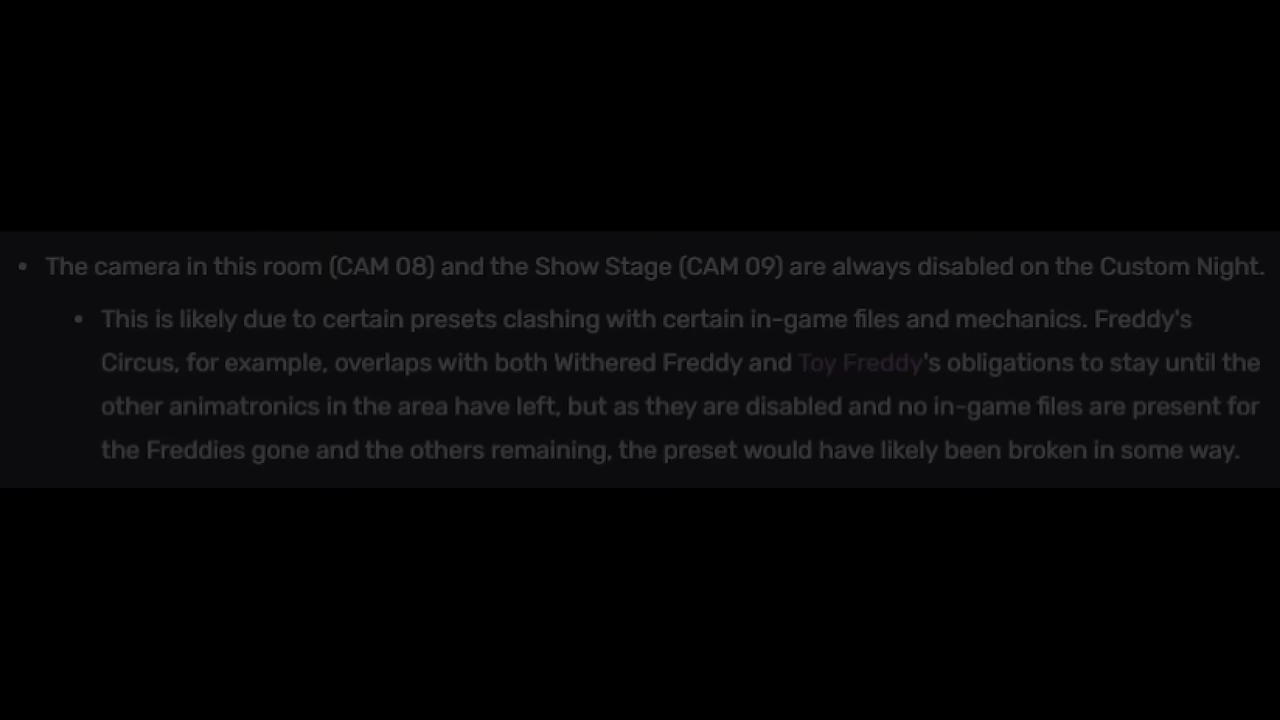 • The camera in this room (CAM 08) and the Show Stage (CAM 09) are always disabled on the Custom Night.
• This is likely due to certain presets clashing with certain in-game files and mechanics. Freddy's
Circus, for example, overlaps with both Withered Freddy and Toy Freddy's obligations to stay until the
other animatronics in the area have left, but as they are disabled and no in-game files are present for
the Freddies gone and the others remaining, the preset would have likely been broken in some way.